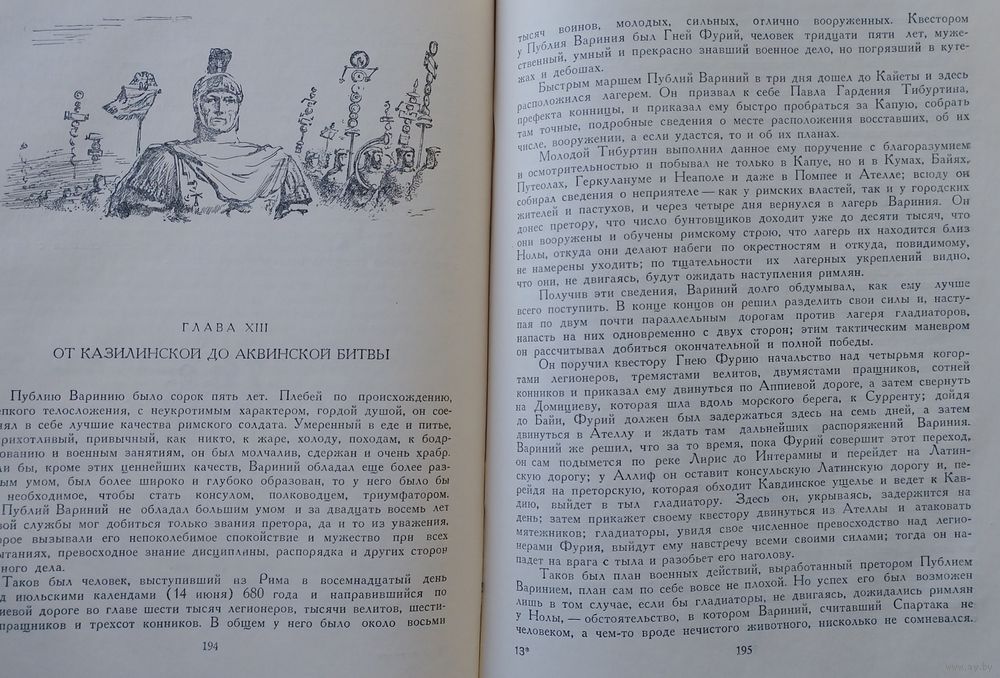 ГЛАВА XIII
ОТ КАЗИЛИНСКОЙ ДО АКВИНСКОЙ БИТВЫ
Публию Варинию было сорок пять лет. Плебей по происхождению,
епкого телосложения, с неукротимым характером, гордой душой, он сое-
нял в себе лучшие качества римского солдата. Умеренный в еде и питье,
рихотливый, привычный, как никто, к жаре, холоду, походам, к бодр-
рованию и военным занятиям, он был молчалив, сдержан и очень храбр.
ли бы, кроме этих ценнейших качеств, Вариний обладал еще более раз-
ым умом, был более широко и глубоко образован, то у него было бы
необходимое, чтобы стать консулом, полководцем, триумфатором.
Публий Вариний не обладал большим умом и за двадцать восемь лет
вой службы мог добиться только звания претора, да и то из уважения.
орое вызывали его непоколебимое спокойствие и мужество при всех
ытаниях, превосходное знание дисциплины, распорядка и других сторон
ного дела.
Таков был человек, выступивший из Рима в восемнадцатый день
д июльскими календами (14 июня) 680 года и направившийся по
иевой дороге во главе шести тысяч легионеров, тысячи велитов, шести-
пращников и трехсот конников. В общем у него было около восьми
194
тысяч воинов, молодых, сильных, отлично вооруженных. Квестором
у Публия Вариния был Гней Фурий, человек тридцати пяти лет, муже-
ственный, умный и прекрасно знавший военное дело, но погрязший в куте-
жах и дебошах.
Быстрым маршем Публий Вариний в три дня дошел до Кайеты и здесь
расположился лагерем. Он призвал к себе Павла Гардения Тибуртина,
префекта конницы, и приказал ему быстро пробраться за Капую, собрать
там точные, подробные сведения о месте расположения восставших, об их
числе, вооружении, а если удастся, то и об их планах.
Молодой Тибуртин выполнил данное ему поручение с благоразумием
и осмотрительностью и побывал не только в Капуе, но и в Кумах, Байях,
Путеолах, Геркулануме и Неаполе и даже в Помпее и Ателле; всюду он
собирал сведения о неприятеле — как у римских властей, так и у городских
жителей и пастухов, и через четыре дня вернулся в лагерь Вариния. Он
донес претору, что число бунтовщиков доходит уже до десяти тысяч, что
они вооружены и обучены римскому строю, что лагерь их находится близ
Нолы, откуда они делают набеги по окрестностям и откуда, повидимому,
не намерены уходить; по тщательности их лагерных укреплений видно,
что они, не двигаясь, будут ожидать наступления римлян.
Получив эти сведения, Вариний долго обдумывал, как ему лучше
всего поступить. В конце концов он решил разделить свои силы и, насту-
пая по двум почти параллельным дорогам против лагеря гладиаторов,
напасть на них одновременно с двух сторон; этим тактическим маневром
он рассчитывал добиться окончательной и полной победы.
Он поручил квестору Гнею Фурию начальство над четырьмя когор-
тами легионеров, тремястами велитов, двумястами пращников, сотней
конников и приказал ему двинуться по Аппиевой дороге, а затем свернуть
на Домициеву, которая шла вдоль морского берега, к Сурренту; дойдя
до Байи, Фурий должен был задержаться здесь на семь дней, а затем
двинуться в Ателлу и ждать там дальнейших распоряжений Вариния.
Вариний же решил, что за то время, пока Фурий совершит этот переход,
он сам подымется по реке Лирис до Интерамны и перейдет на Латин-
скую дорогу; у Аллиф он оставит консульскую Латинскую дорогу и, пе-
рейдя на преторскую, которая обходит Кавдинское ущелье и ведет к Кав-
дию, выйдет в тыл гладиатору. Здесь он, укрываясь, задержится на
день; затем прикажет своему квестору двинуться из Ателлы и атаковать
мятежников; гладиаторы, увидя свое численное превосходство над легио-
нерами Фурия, выйдут ему навстречу всеми своими силами; тогда он на-
падет на врага с тыла и разобьет его наголову.
Таков был план военных действий, выработанный претором Публием
Варинием, план сам по себе вовсе не плохой. Но успех его был возможен
лишь в том случае, если бы гладиаторы, не двигаясь, дожидались римлян
у Нолы, — обстоятельство, в котором Вариний, считавший Спартака не
человеком, а чем-то вроде нечистого животного, нисколько не сомневался.
13*
195
www.ay.by